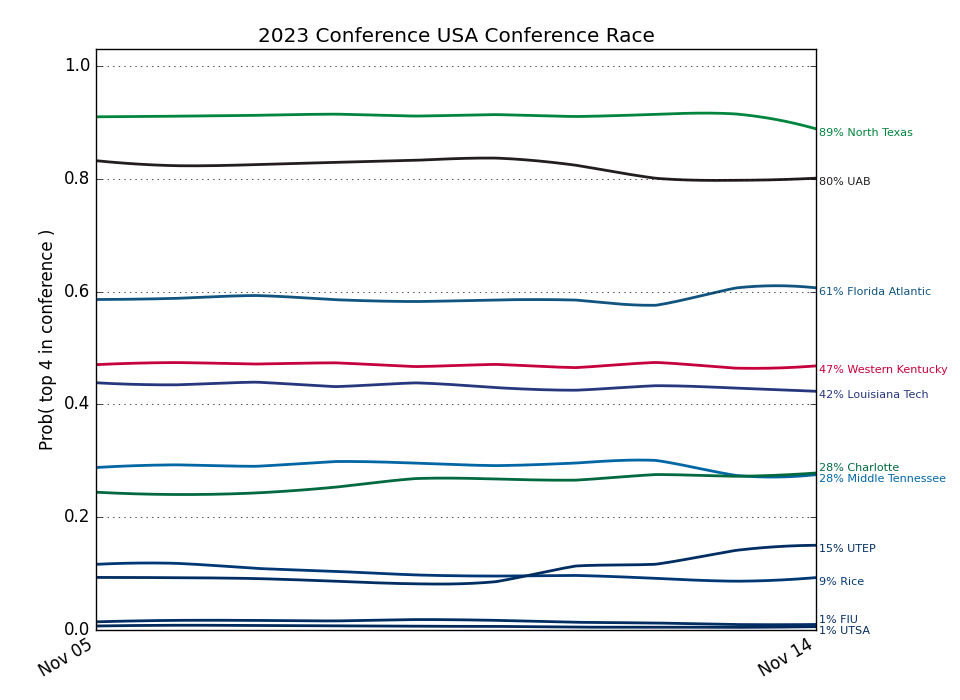 2023 Conference USA Conference Race
Prob( top 4 in conference )
1.0
0.8
0.6
0.4
0.2
0.0
Nov 05
Nov 14
89% North Texas
80% UAB
61% Florida Atlantic
47% Western Kentucky
42% Louisiana Tech
28% Charlotte
28% Middle Tennessee
15% UTEP
9% Rice
1% FIU
1% UTSA